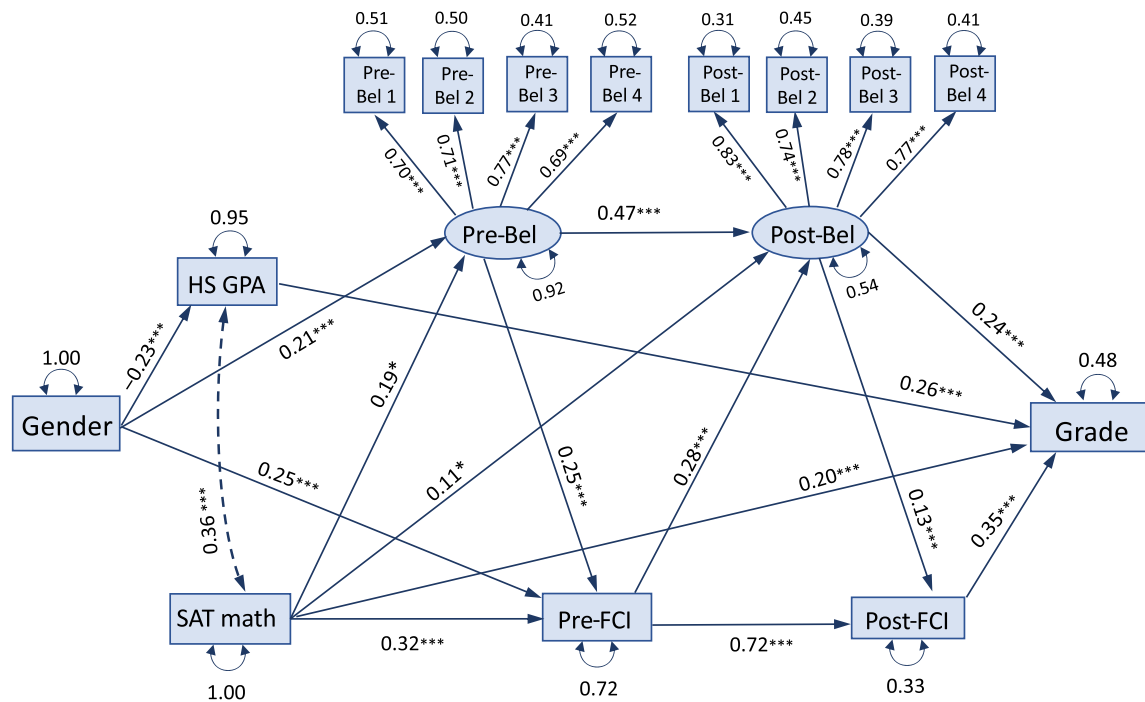 0.51
0.50
0.41
0.52
0.31
0.45
0.39
0.41
Pre-
Bel 1
Pre-
Bel 2
Pre-
Bel 3
Pre-
Bel 4
Post-
Bel 1
Post-
Bel 2
Post-
Bel 3
Post-
Bel 4
0.70***
0.71***
0.77***
0.69***
0.83***
0.74***
0.78***
0.77***
0.95
HS GPA
Pre-Bel
0.47***
Post-Bel
0.92
0.54
−0.23***
0.21***
0.24***
1.00
Gender
0.19*
0.26***
0.48
Grade
0.25***
0.11*
0.25***
0.28***
0.20***
0.13***
0.35***
0.36 ***
SAT math
1.00
0.32***
Pre-FCI
0.72
0.72***
Post-FCI
0.33